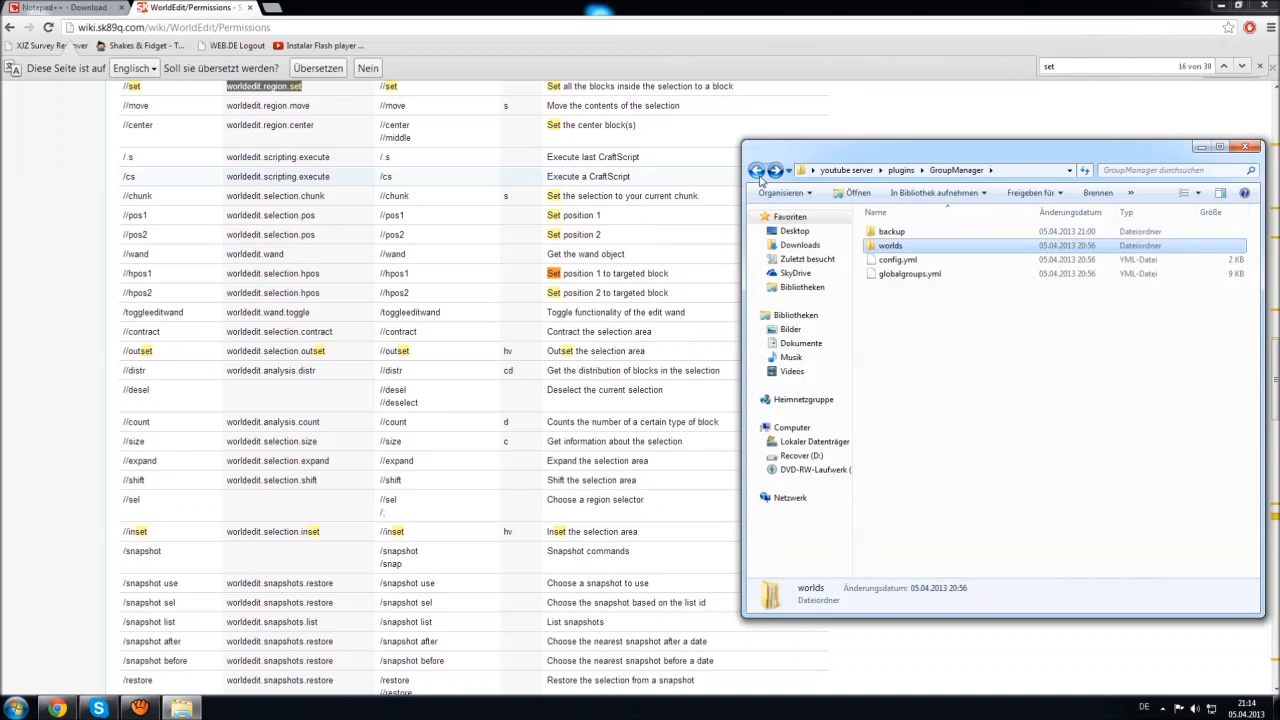 Notepad++ - Download
WorldEdit/Permissions - S
wiki.sk89q.com/wiki/WorldEdit/Permissions
XJZ Survey Re er
Shakes & Fidget - T...
WEB.DE Logout
Instalar Flash player ...
Diese Seite ist auf Englisch Soll sie übersetzt werden? Übersetzen Nein
set 16 von 30
//set worldedit.region.set //set Set all the blocks inside the selection to a block
//move worldedit.region.move //move s Move the contents of the selection
//center worldedit.region.center //center Set the center block(s)
//middle
/.s worldedit.scripting.execute /.s Execute last CraftScript
/cs worldedit.scripting.execute /cs Execute a CraftScript
//chunk worldedit.selection.chunk //chunk s Set the selection to your current chunk.
//pos1 worldedit.selection.pos //pos1 Set position 1
//pos2 worldedit.selection.pos //pos2 Set position 2
//wand worldedit.wand //wand Get the wand object
//hpos1 worldedit.selection.hpos //hpos1 Set position 1 to targeted block
//hpos2 worldedit.selection.hpos //hpos2 Set position 2 to targeted block
/toggleeditwand worldedit.wand.toggle /toggleeditwand Toggle functionality of the edit wand
//contract worldedit.selection.contract //contract Contract the selection area
//outset worldedit.selection.outset //outset hv Outset the selection area
//distr worldedit.analysis.distr //distr cd Get the distribution of blocks in the selection
//desel //desel Deselect the current selection
//deselect
//count worldedit.analysis.count //count d Counts the number of a certain type of block
//size worldedit.selection.size //size c Get information about the selection
//expand worldedit.selection.expand //expand Expand the selection area
//shift worldedit.selection.shift //shift Shift the selection area
//sel //sel Choose a region selector
/;
//inset worldedit.selection.inset //inset hv Inset the selection area
/snapshot /snapshot Snapshot commands
/snap
/snapshot use worldedit.snapshots.restore /snapshot use Choose a snapshot to use
/snapshot sel worldedit.snapshots.restore /snapshot sel Choose the snapshot based on the list id
/snapshot list worldedit.snapshots.list /snapshot list List snapshots
/snapshot after worldedit.snapshots.restore /snapshot after Choose the nearest snapshot after a date
/snapshot before worldedit.snapshots.restore /snapshot before Choose the nearest snapshot before a date
/restore worldedit.snapshots.restore /restore Restore the selection from a snapshot
//restore
youtube server plugins GroupManager
GroupManager durchsuchen
Organisieren Öffnen In Bibliothek aufnehmen Freigeben für Brennen »
Favoriten
Desktop
Downloads
Zuletzt besucht
SkyDrive
Bibliotheken
Bibliotheken
Bilder
Dokumente
Musik
Videos
Heimnetzgruppe
Computer
Lokaler Datenträger
Recover (D:)
DVD-RW-Laufwerk (
Netzwerk
Name Änderungsdatum Typ Größe
backup 05.04.2013 21:00 Dateiordner
worlds 05.04.2013 20:56 Dateiordner
config.yml 05.04.2013 20:56 YML-Datei 2 KB
globalgroups.yml 05.04.2013 20:56 YML-Datei 9 KB
worlds Änderungsdatum: 05.04.2013 20:56
Dateiordner
DE
21:14
05.04.2013